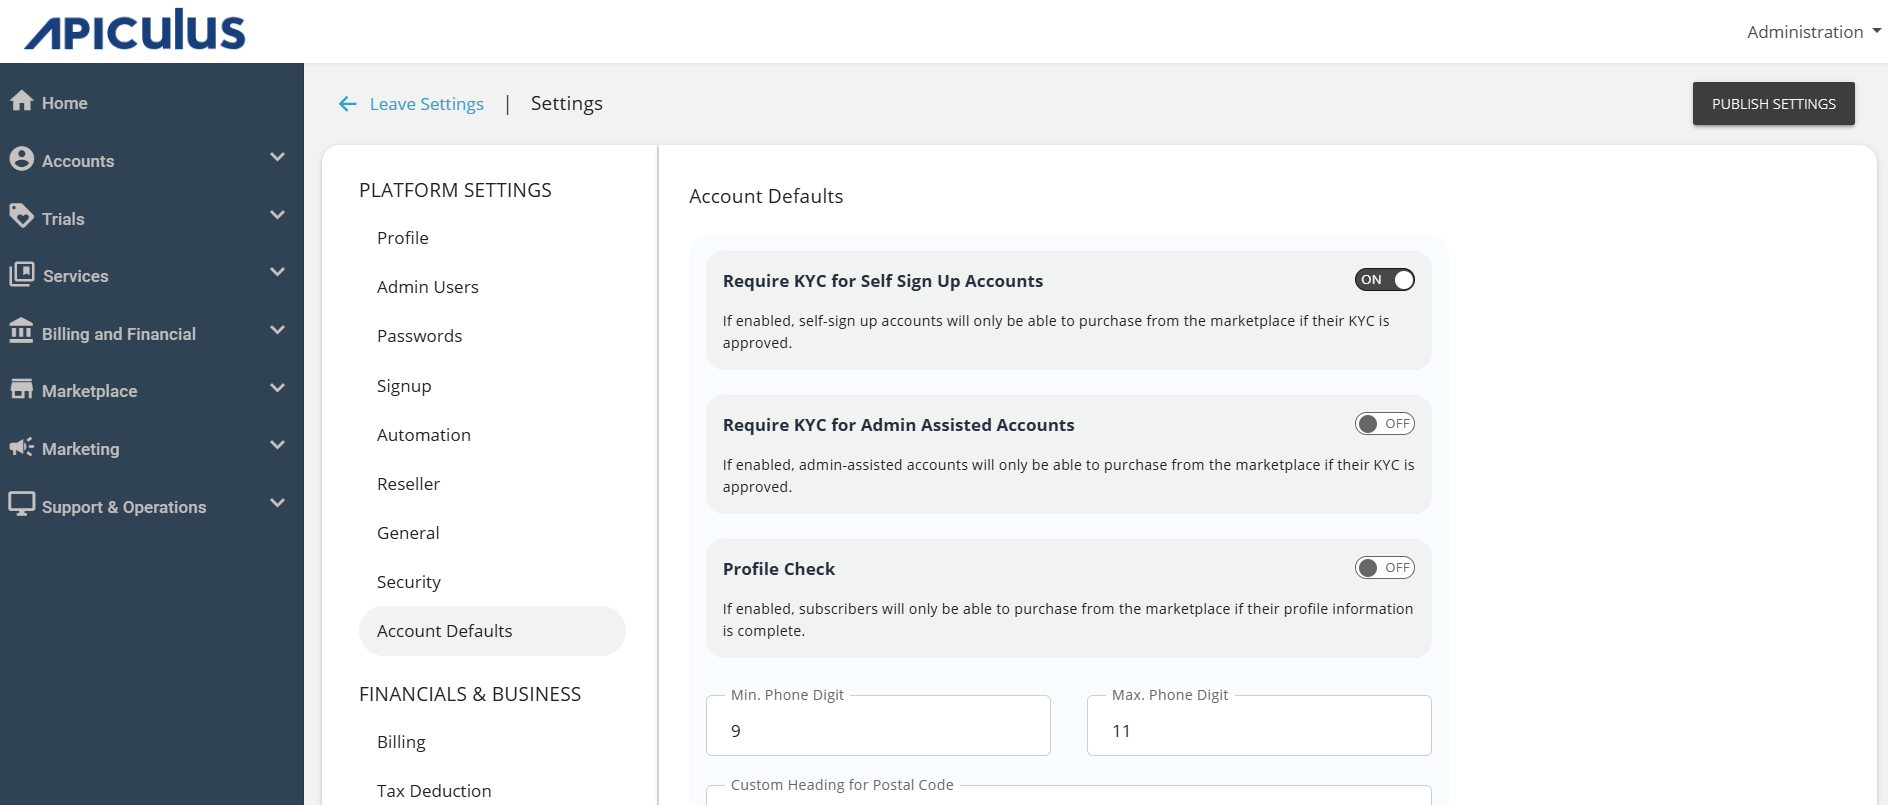 APICULUS
Administration
Home
Accounts
Trials
Services
Billing and Financial
Marketplace
Marketing
Support & Operations
Leave Settings | Settings
PUBLISH SETTINGS
PLATFORM SETTINGS
Profile
Admin Users
Passwords
Signup
Automation
Reseller
General
Security
Account Defaults
FINANCIALS & BUSINESS
Billing
Tax Deduction
Account Defaults
Require KYC for Self Sign Up Accounts
ON
If enabled, self-sign up accounts will only be able to purchase from the marketplace if their KYC is
approved.
Require KYC for Admin Assisted Accounts
OFF
If enabled, admin-assisted accounts will only be able to purchase from the marketplace if their KYC is
approved.
Profile Check
OFF
If enabled, subscribers will only be able to purchase from the marketplace if their profile information
is complete.
Min. Phone Digit
9
Max. Phone Digit
11
Custom Heading for Postal Code